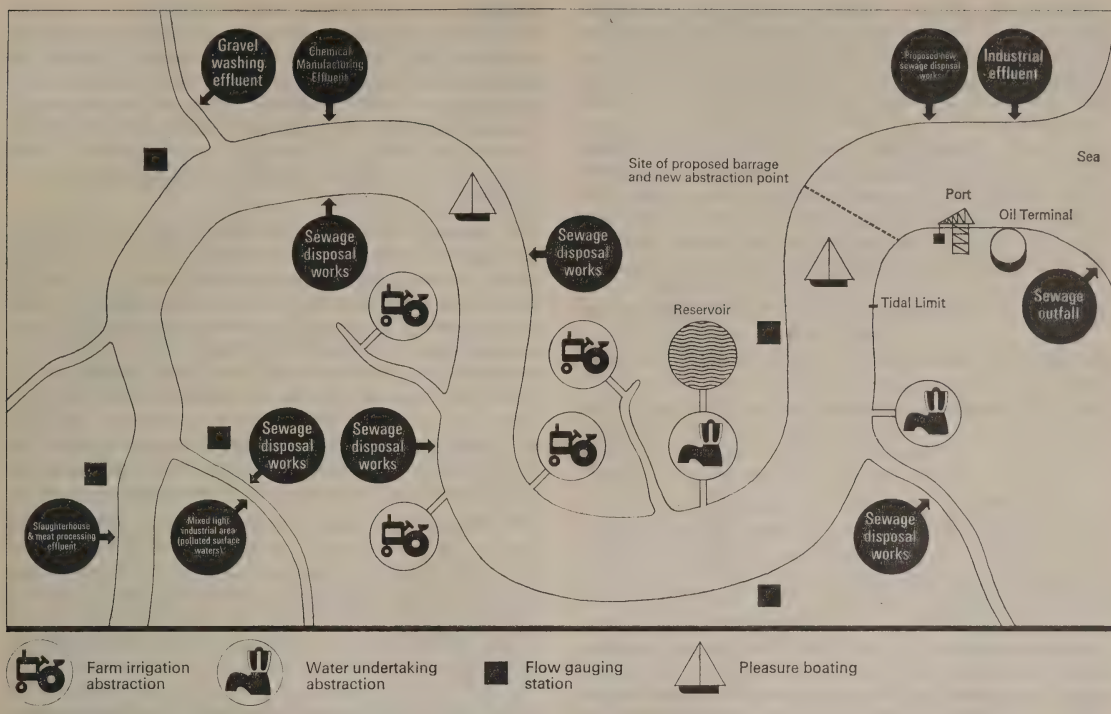 Gravel
washing
effluent
Chemical
Manufacturing
Effluent
Proposed new
sewage disposal
work
Industrial
effluent
Sea
Site of proposed barrage
and new abstraction point
Port
Oil Terminal
Sewage
disposal
works
Sewage
disposal
works
Reservoir
Tidal Limit
Sewage
outfall
Sewage
disposal
works
Sewage
disposal
works
Slaughterhouse
& meat processing
effluent
Mixed light
industrial area
(polluted surface
waters)
Sewage
disposal
works
Farm irrigation
abstraction
Water undertaking
abstraction
Flow gauging
station
Pleasure boating